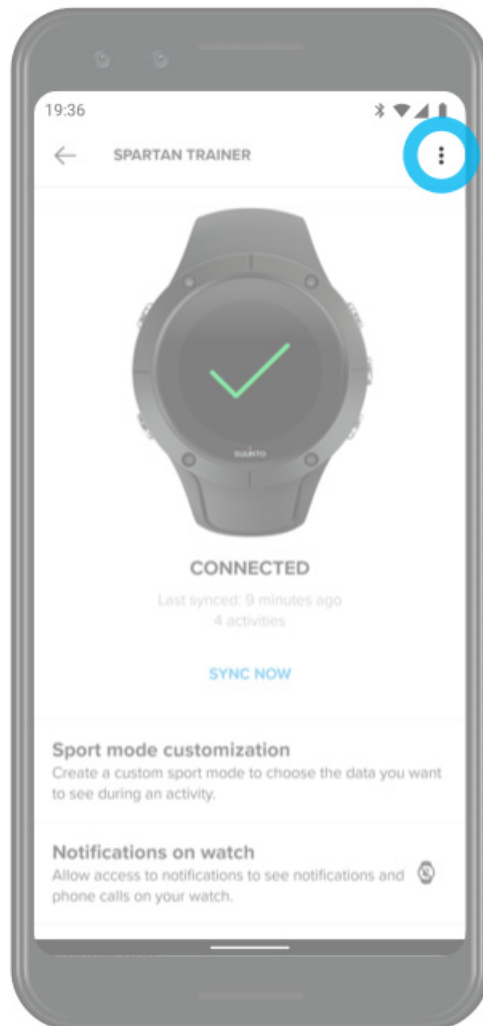 19:36
SPARTAN TRAINER
SUUNTO
CONNECTED
Last synced: 9 minutes ago
4 activities
SYNC NOW
Sport mode customization
Create a custom sport mode to choose the data you want
to see during an activity.
Notifications on watch
Allow access to notifications to see notifications and
phone calls on your watch.